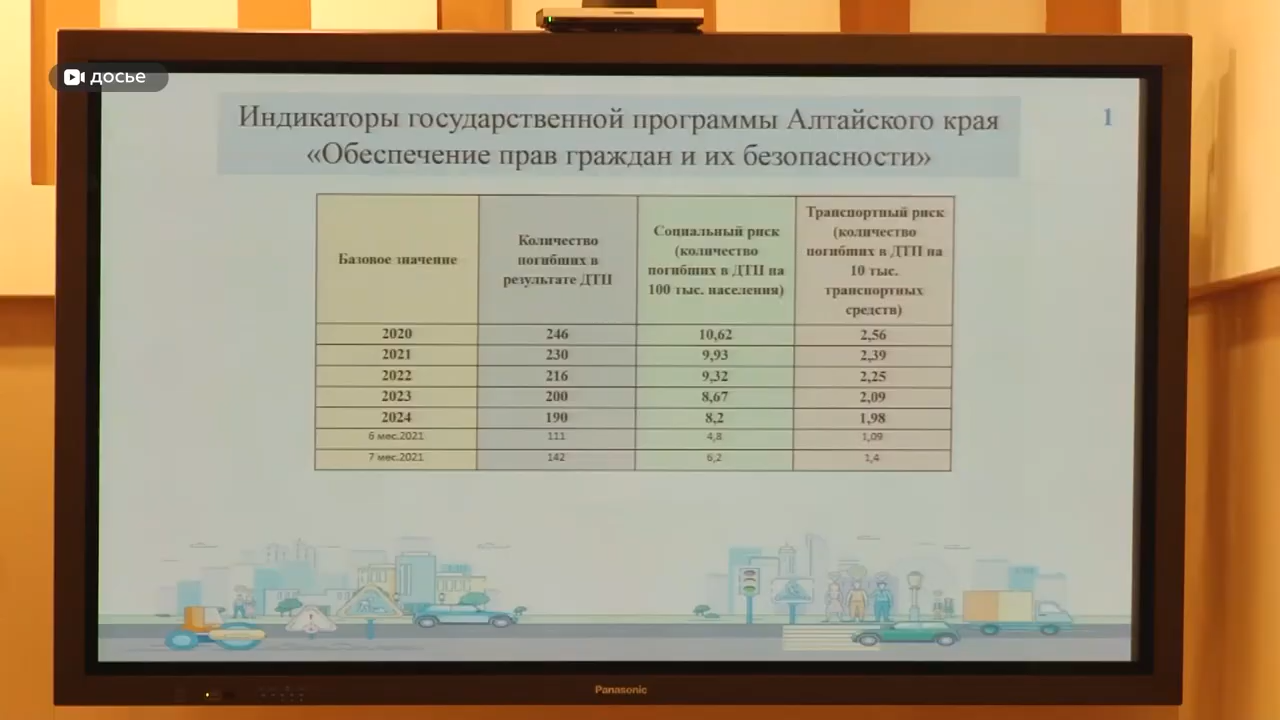 досье
Индикаторы государственной программы Алтайского края
«Обеспечение прав граждан и их безопасности»
1
Базовое значение
Количество
погибших в
результате ДТП
Социальный риск
(количество
погибших в ДТП на
100 тыс. населения)
Транспортный риск
(количество
погибших в ДТП на
10 тыс.
транспортных
средств)
2020 246 10,62 2,56
2021 230 9,93 2,39
2022 216 9,32 2,25
2023 200 8,67 2,09
2024 190 8,2 1,98
6 мес.2021 111 4,8 1,09
7 мес.2021 142 6,2 1,4
Panasonic